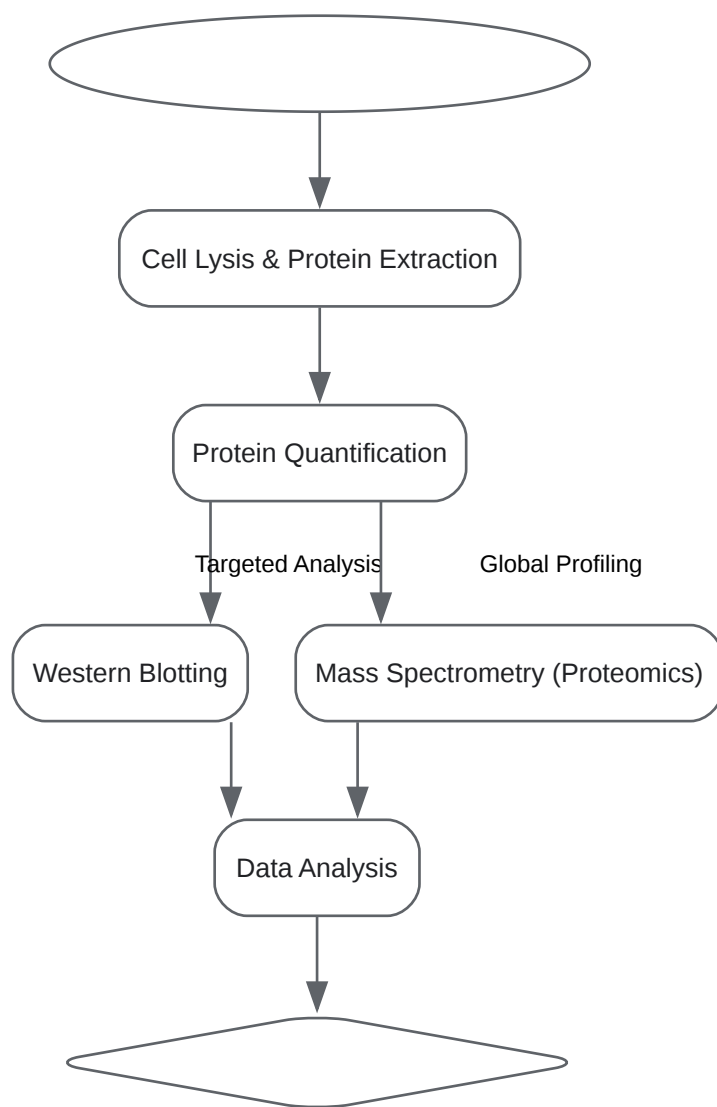 Cell Lysis & Protein Extraction
Protein Quantification
Targeted Analysis
Global Profiling
Western Blotting
Mass Spectrometry (Proteomics)
Data Analysis